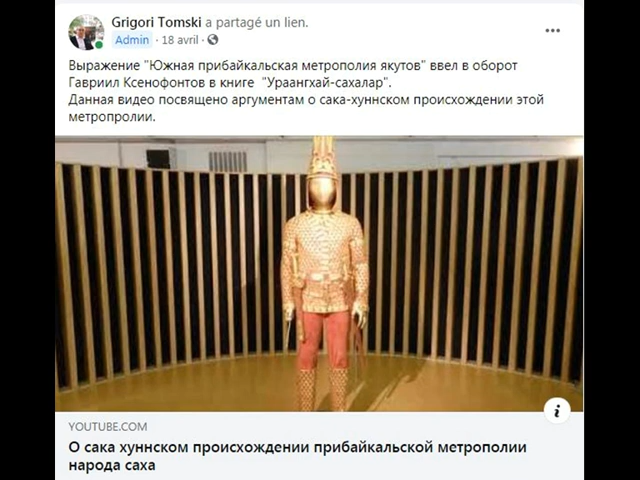 Grigori Tomski a partagé un lien.
Admin · 18 avril ·
Выражение "Южная прибайкальская метрополия якутов" ввел в оборот
Гавриил Ксенофонтов в книге "Ураангхай-сахалар".
Данная видео посвящено аргументам о сака-хуннском происхождении этой
метропролии.
YOUTUBE.COM
О сака хуннском происхождении прибайкальской метрополии
народа саха